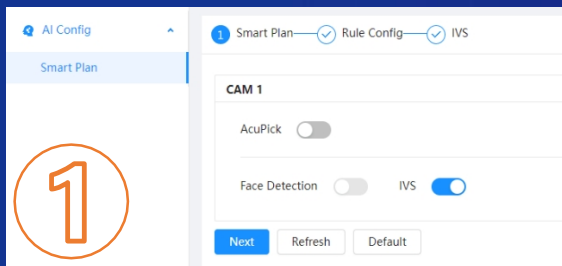 AI Config
Smart Plan
1 Smart Plan Rule Config IVS
CAM 1
AcuPick
Face Detection IVS
Next Refresh Default
1